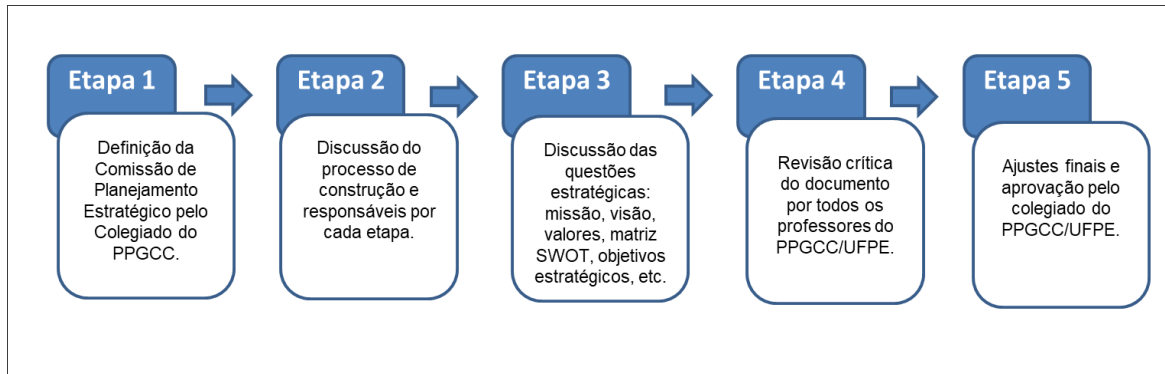 Etapa 1
Definição da
Comissão de
Planejamento
Estratégico pelo
Colegiado do
PPGCC.
Etapa 2
Discussão do
processo de
construção e
responsáveis por
cada etapa.
Etapa 3
Discussão das
questões
estratégicas:
missão, visão,
valores, matriz
SWOT, objetivos
estratégicos, etc.
Etapa 4
Revisão crítica
do documento
por todos os
professores do
PPGCC/UFPE.
Etapa 5
Ajustes finais e
aprovação pelo
colegiado do
PPGCC/UFPE.